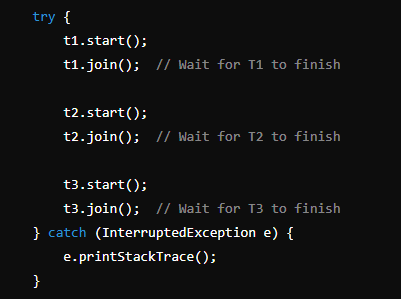 try {
    t1.start();
    t1.join();  // Wait for T1 to finish

    t2.start();
    t2.join();  // Wait for T2 to finish

    t3.start();
    t3.join();  // Wait for T3 to finish
} catch (InterruptedException e) {
    e.printStackTrace();
}